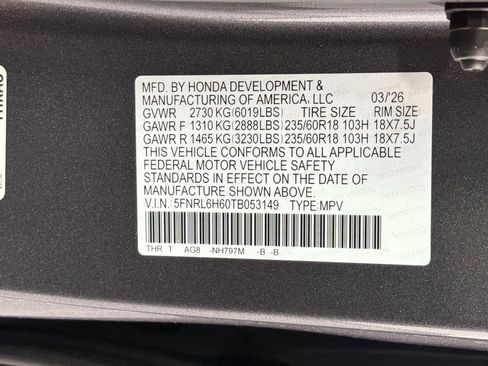 MFD. BY HONDA DEVELOPMENT &
MANUFACTURING OF AMERICA, LLC 03/'26
GVWR 2730 KG(6019LBS) TIRE SIZE RIM SIZE
GAWR F 1310 KG(2888LBS) 235/60R18 103H 18X7.5J
GAWR R 1465 KG(3230LBS) 235/60R18 103H 18X7.5J
THIS VEHICLE CONFORMS TO ALL APPLICABLE
FEDERAL MOTOR VEHICLE SAFETY
STANDARDS IN EFFECT ON THE DATE OF
MANUFACTURE SHOWN ABOVE.
V.I.N.: 5FNRL6H60TB053149 TYPE:MPV
THR T AG8 -NH797M -B -B